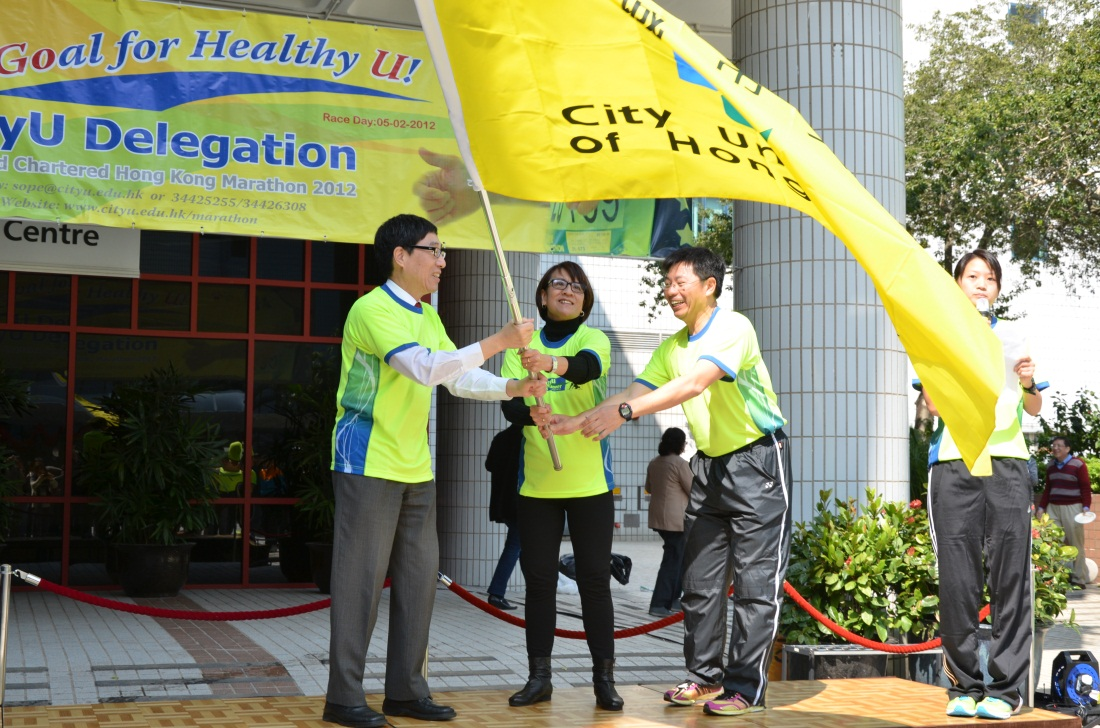 Goal for Healthy U!
Race Day:05-02-2012
yU Delegation
d Chartered Hong Kong Marathon 2012
y: sope@cityu.edu.hk or 34425255/34426308
Website: www.cityu.edu.hk/marathon
Centre
City Un
of Hong